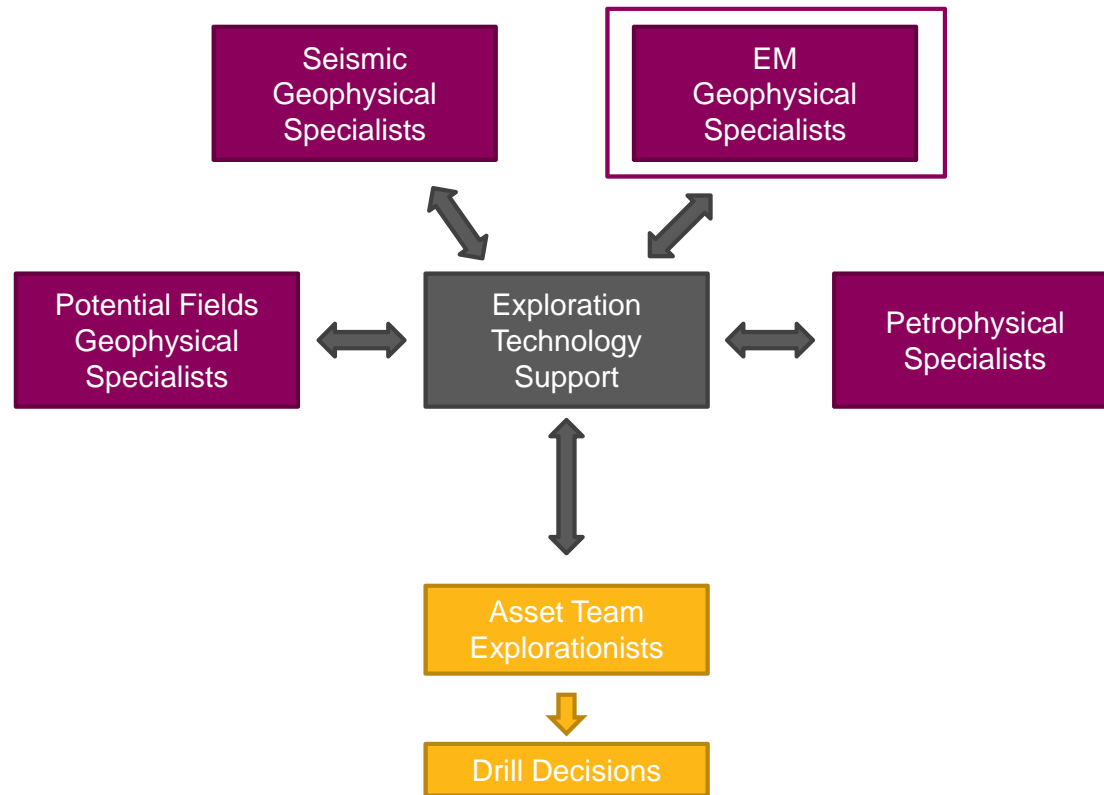 Seismic
Geophysical
Specialists
EM
Geophysical
Specialists
Potential Fields
Geophysical
Specialists
Exploration
Technology
Support
Petrophysical
Specialists
Asset Team
Explorationists
Drill Decisions